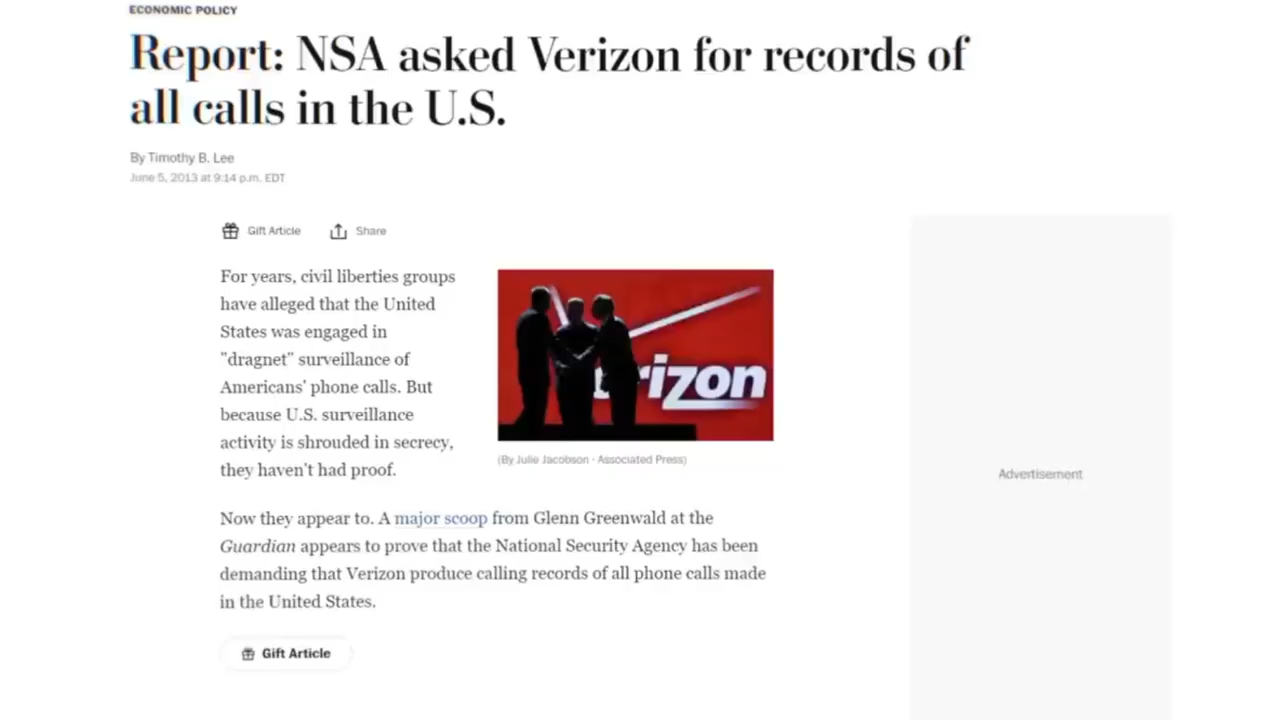 ECONOMIC POLICY
Report: NSA asked Verizon for records of
all calls in the U.S.
By Timothy B. Lee
June 5, 2013 at 9:14 p.m. EDT
Gift Article
Share
For years, civil liberties groups
have alleged that the United
States was engaged in
"dragnet" surveillance of
Americans' phone calls. But
because U.S. surveillance
activity is shrouded in secrecy,
they haven't had proof.
rizon
(By Julie Jacobson · Associated Press)
Now they appear to. A major scoop from Glenn Greenwald at the
Guardian appears to prove that the National Security Agency has been
demanding that Verizon produce calling records of all phone calls made
in the United States.
Gift Article
Advertisement